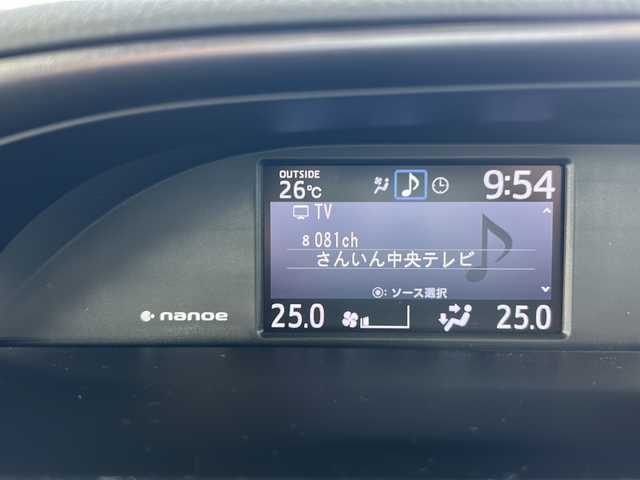 OUTSIDE
26℃
9:54
TV
8 081ch
さんいん中央テレビ
◉: ソース選択
nanoe
25.0
25.0